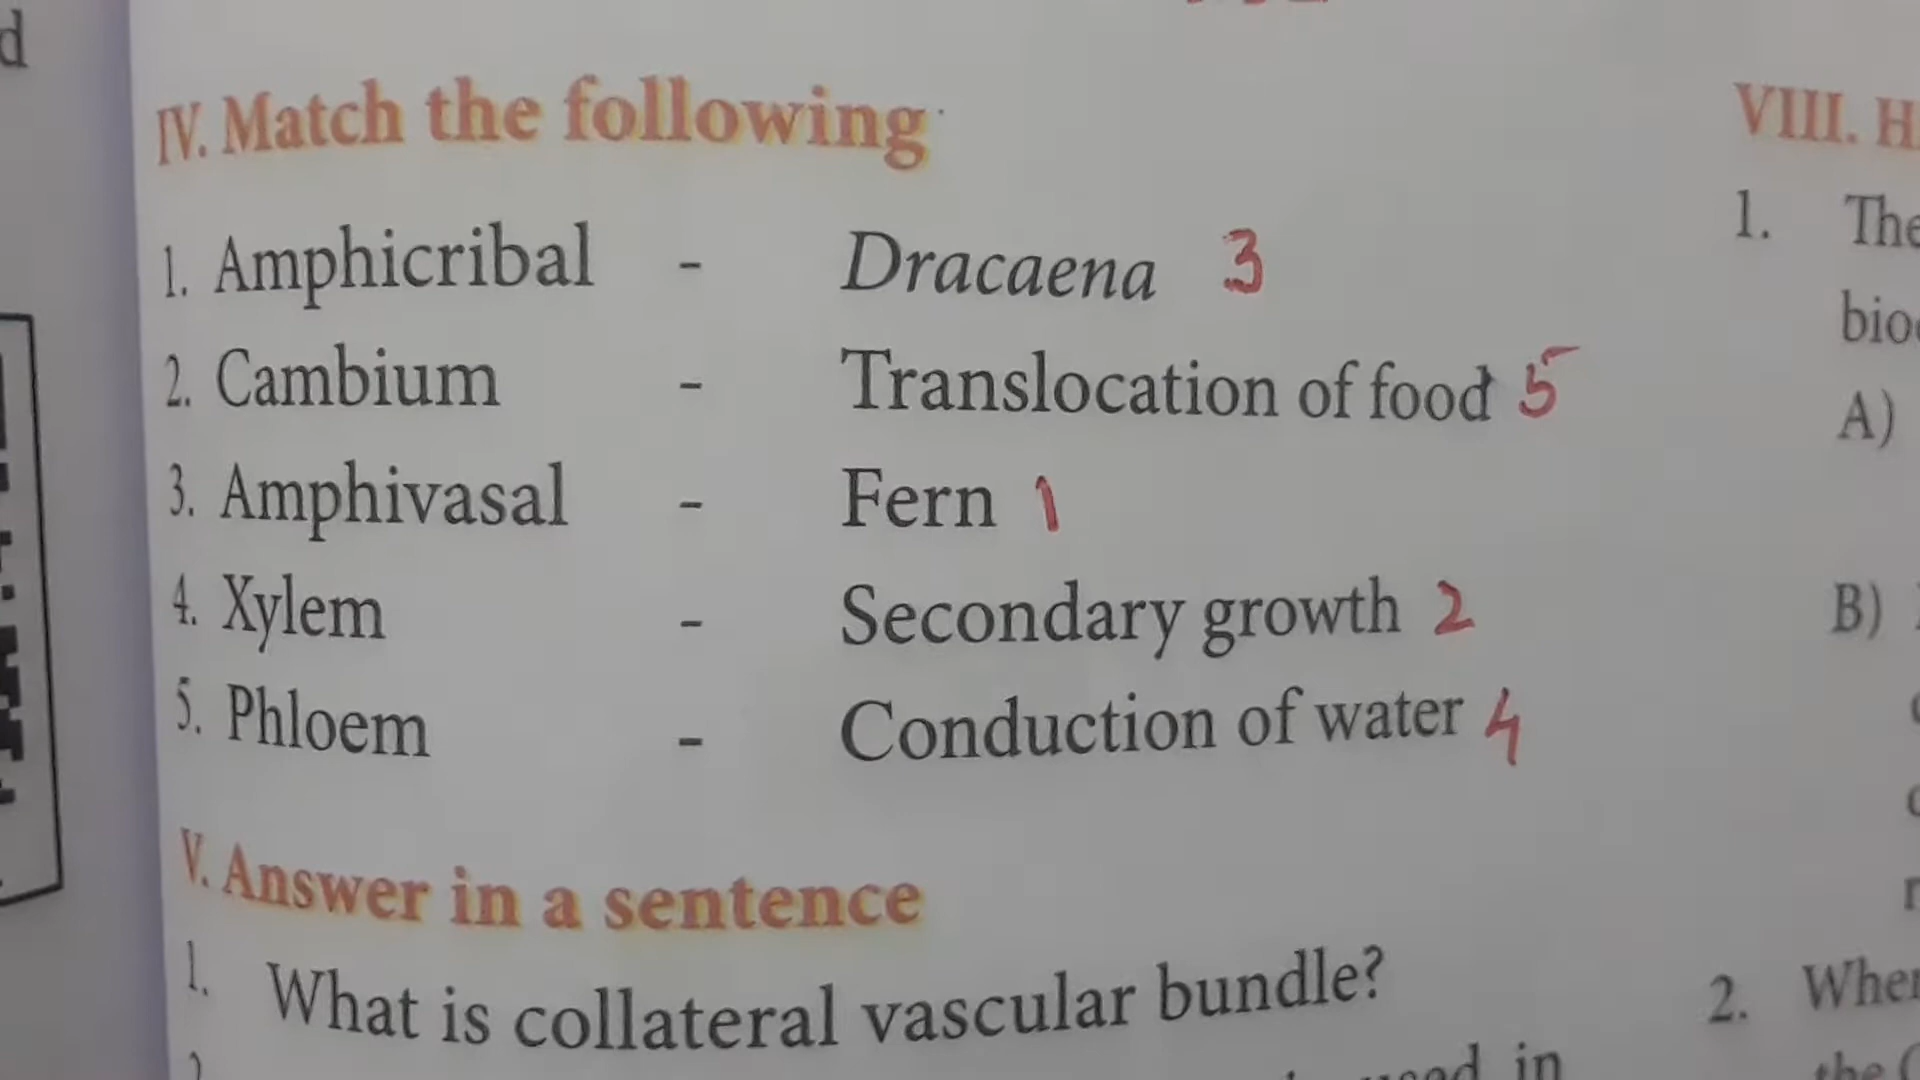 d
IV. Match the following
1. Amphicribal - Dracaena 3
2. Cambium - Translocation of food 5
3. Amphivasal - Fern 1
4. Xylem - Secondary growth 2
5. Phloem - Conduction of water 4
V. Answer in a sentence
1. What is collateral vascular bundle?
in
VIII. H
1. The
A)
B)
2.
the